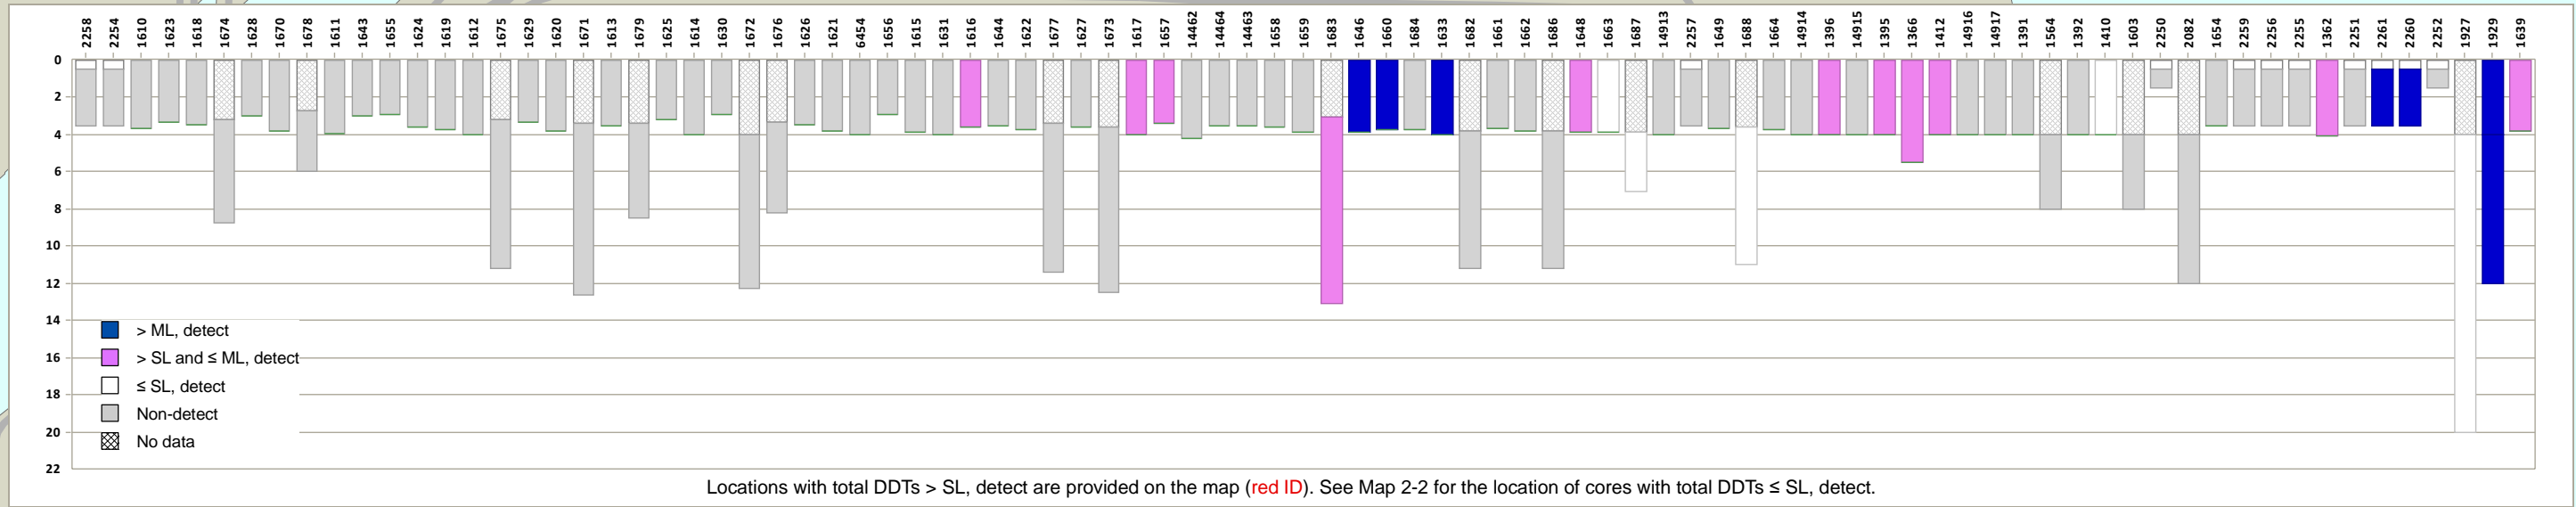 2258 2254 1610 1623 1618 1674 1628 1670 1678 1611 1643 1655 1624 1619 1612 1675 1629 1620 1671 1613 1679 1625 1614 1630 1672 1676 1626 1621 6454 1656 1615 1631 1616 1644 1622 1677 1627 1673 1617 1657 14462 14464 14463 1658 1659 1683 1646 1660 1684 1633 1682 1661 1662 1686 1648 1663 1687 14913 2257 1649 1688 1664 14914 1396 14915 1395 1366 1412 14916 14917 1391 1564 1392 1410 1603 2250 2082 1654 2259 2256 2255 1362 2251 2261 2260 2252 1927 1929 1639
0
2
4
6
8
10
12
14
16
18
20
22
> ML, detect
> SL and ≤ ML, detect
≤ SL, detect
Non-detect
No data
Locations with total DDTs > SL, detect are provided on the map (red ID). See Map 2-2 for the location of cores with total DDTs ≤ SL, detect.